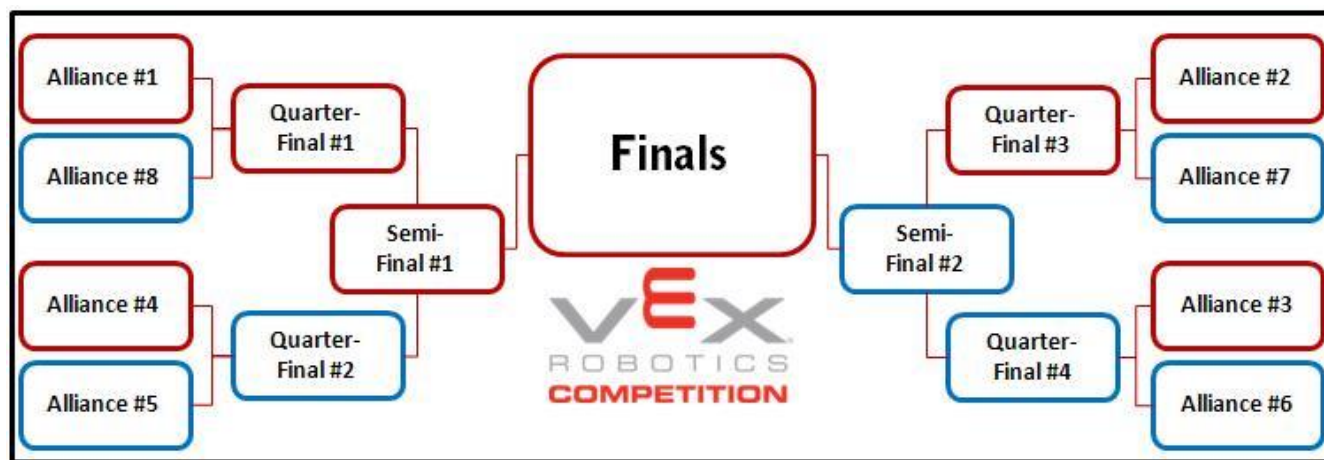 Alliance #1
Alliance #8
Quarter-
Final #1
Alliance #4
Alliance #5
Quarter-
Final #2
Semi-
Final #1
Finals
VEX
ROBOTICS
COMPETITION
Semi-
Final #2
Quarter-
Final #3
Alliance #2
Alliance #7
Quarter-
Final #4
Alliance #3
Alliance #6